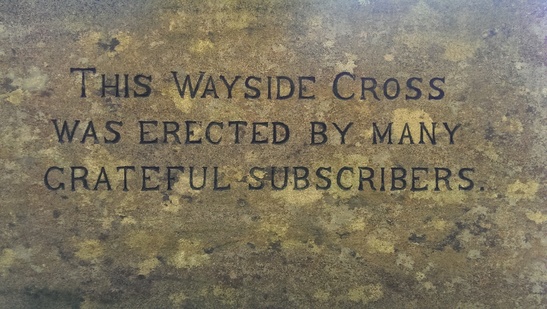 THIS WAYSIDE CROSS
WAS ERECTED BY MANY
GRATEFUL SUBSCRIBERS.